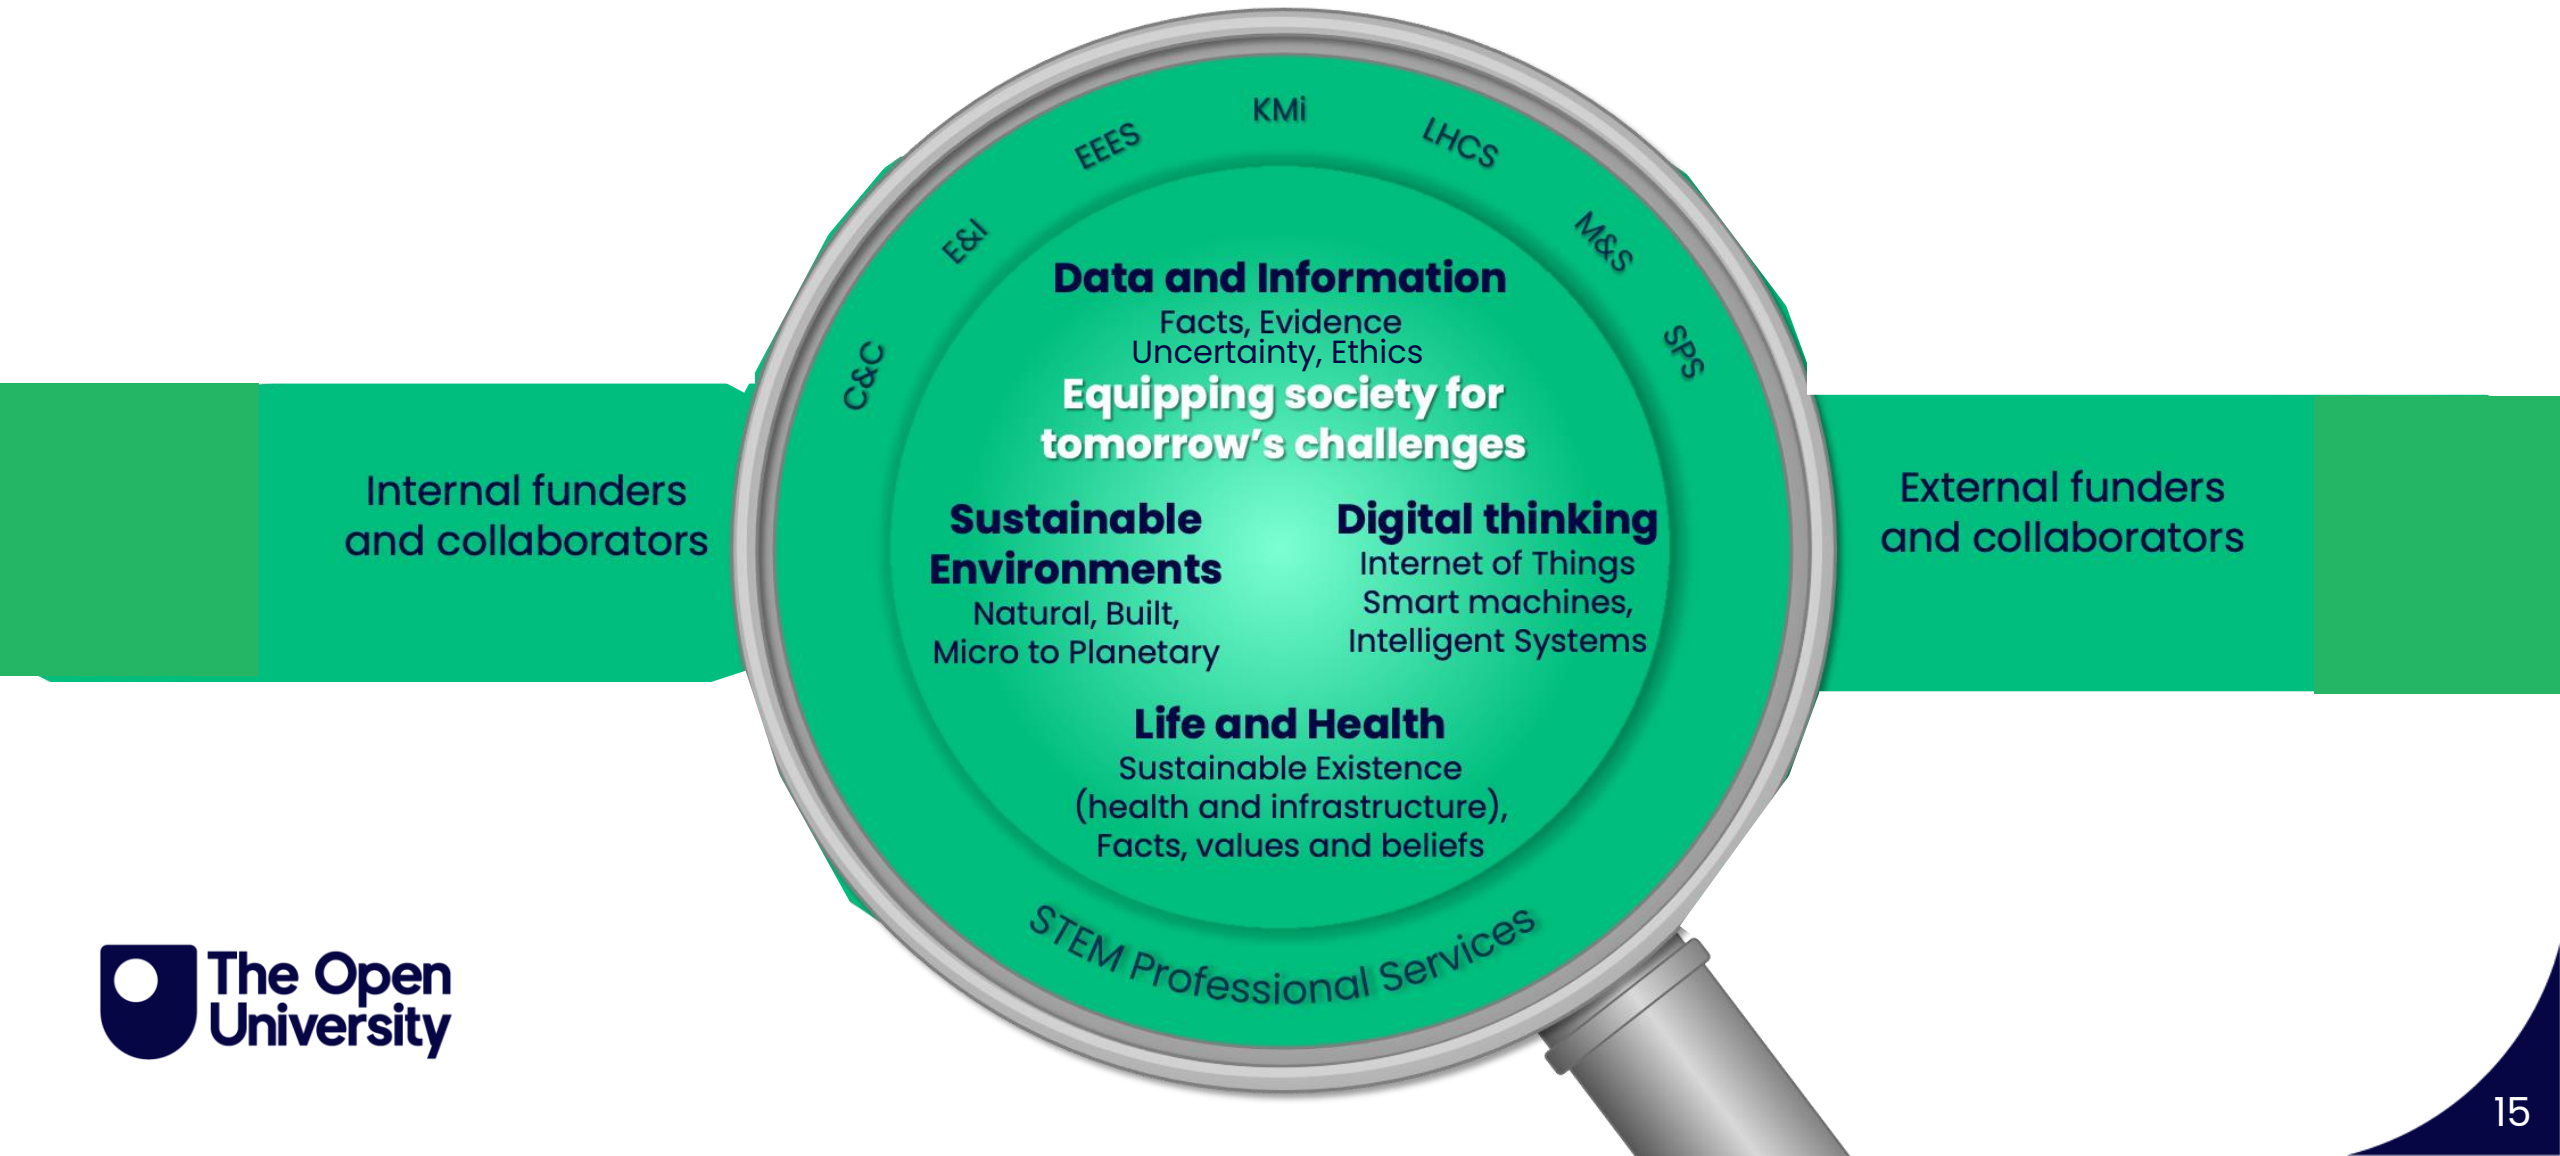 KMi
EEES
LHCS
E&I
M&S
C&C
SPS
Data and Information
Facts, Evidence
Uncertainty, Ethics
Equipping society for
tomorrow's challenges
Internal funders
and collaborators
Sustainable
Environments
Natural, Built,
Micro to Planetary
Digital thinking
Internet of Things
Smart machines,
Intelligent Systems
External funders
and collaborators
Life and Health
Sustainable Existence
(health and infrastructure),
Facts, values and beliefs
STEM Professional Services
The Open
University
15